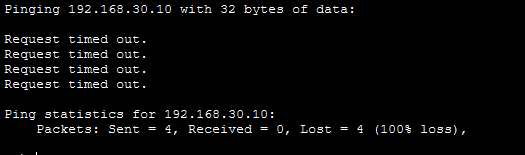 Pinging 192.168.30.10 with 32 bytes of data:
Request timed out.
Request timed out.
Request timed out.
Request timed out.
Ping statistics for 192.168.30.10:
Packets: Sent = 4, Received = 0, Lost = 4 (100% loss),